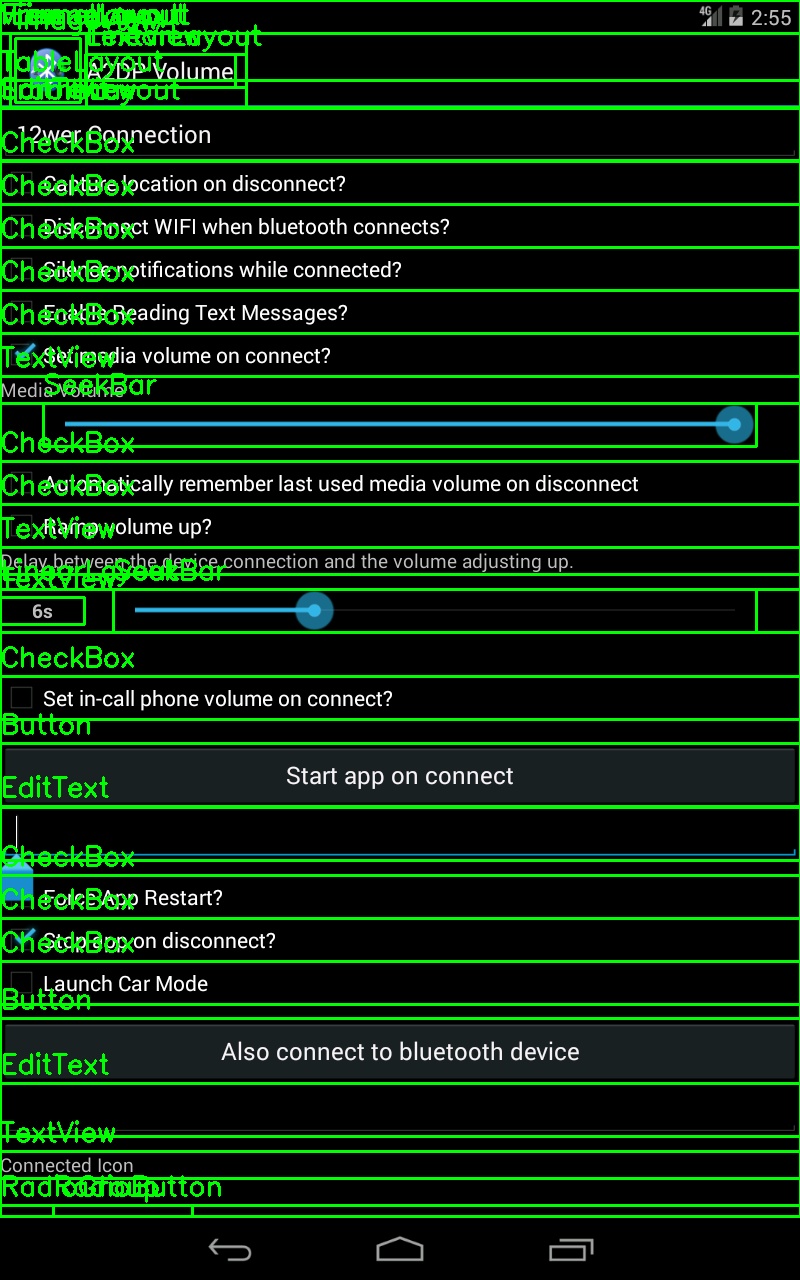 4G 2:55
TextView
TableLayout
A2DP Volume
12wer Connection
CheckBox
Capture location on disconnect?
CheckBox
Disconnect WIFI when bluetooth connects?
CheckBox
Silence notifications while connected?
CheckBox
Enable Reading Text Messages?
CheckBox
Set media volume on connect?
TextView
Media Volume
SeekBar
CheckBox
Automatically remember last used media volume on disconnect
CheckBox
Ramp volume up?
TextView
Delay between the device connection and the volume adjusting up.
LinearLayout
SeekBar
TextView
6s
CheckBox
Set in-call phone volume on connect?
Button
Start app on connect
EditText
CheckBox
Force App Restart?
CheckBox
Stop app on disconnect?
CheckBox
Launch Car Mode
Button
Also connect to bluetooth device
EditText
TextView
Connected Icon
RadioGroup
RadioButton